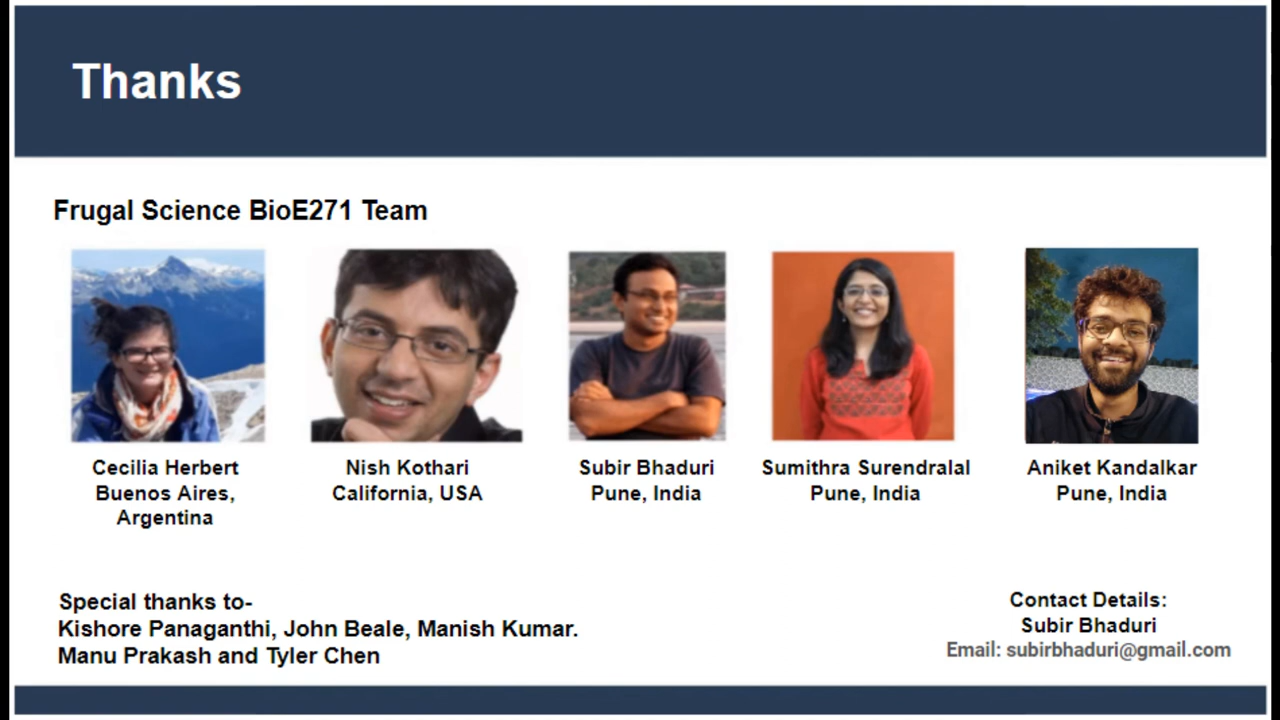 Thanks
Frugal Science BioE271 Team
Cecilia Herbert
Buenos Aires,
Argentina
Nish Kothari
California, USA
Subir Bhaduri
Pune, India
Sumithra Surendralal
Pune, India
Aniket Kandalkar
Pune, India
Special thanks to-
Kishore Panaganthi, John Beale, Manish Kumar.
Manu Prakash and Tyler Chen
Contact Details:
Subir Bhaduri
Email: subirbhaduri@gmail.com